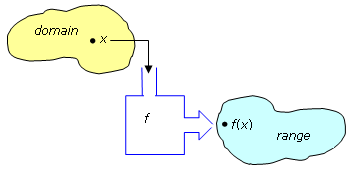 domain
x
f
f(x)
range